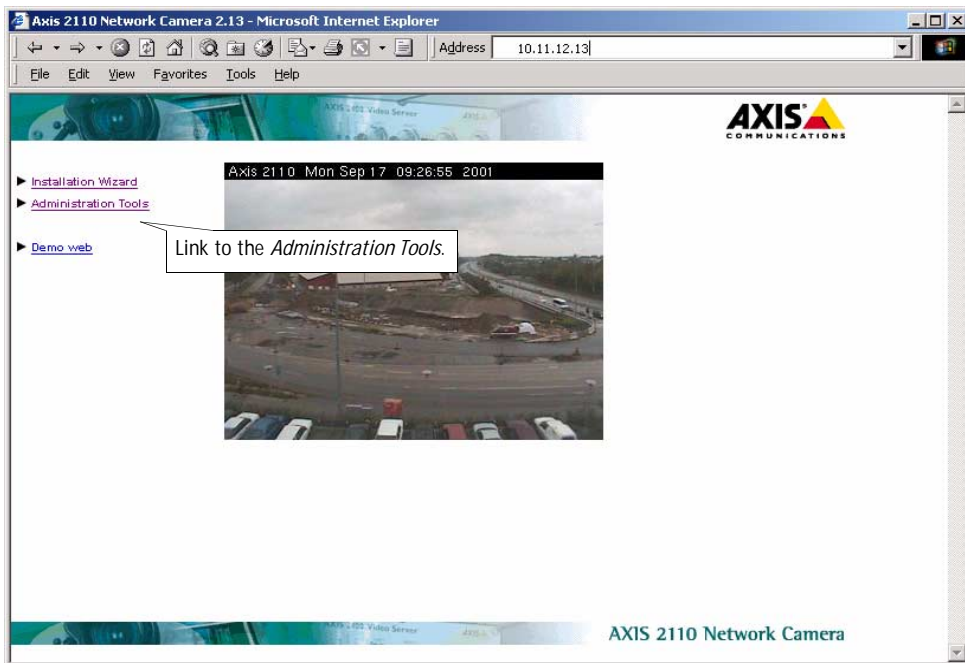 Axis 2110 Network Camera 2.13 - Microsoft Internet Explorer
Address 10.11.12.13
File Edit View Favorites Tools Help
AXIS
COMMUNICATIONS
Axis 2110 Mon Sep 17 09:26:55 2001
Installation Wizard
Administration Tools
Link to the Administration Tools.
Demo web
AXIS 2110 Network Camera